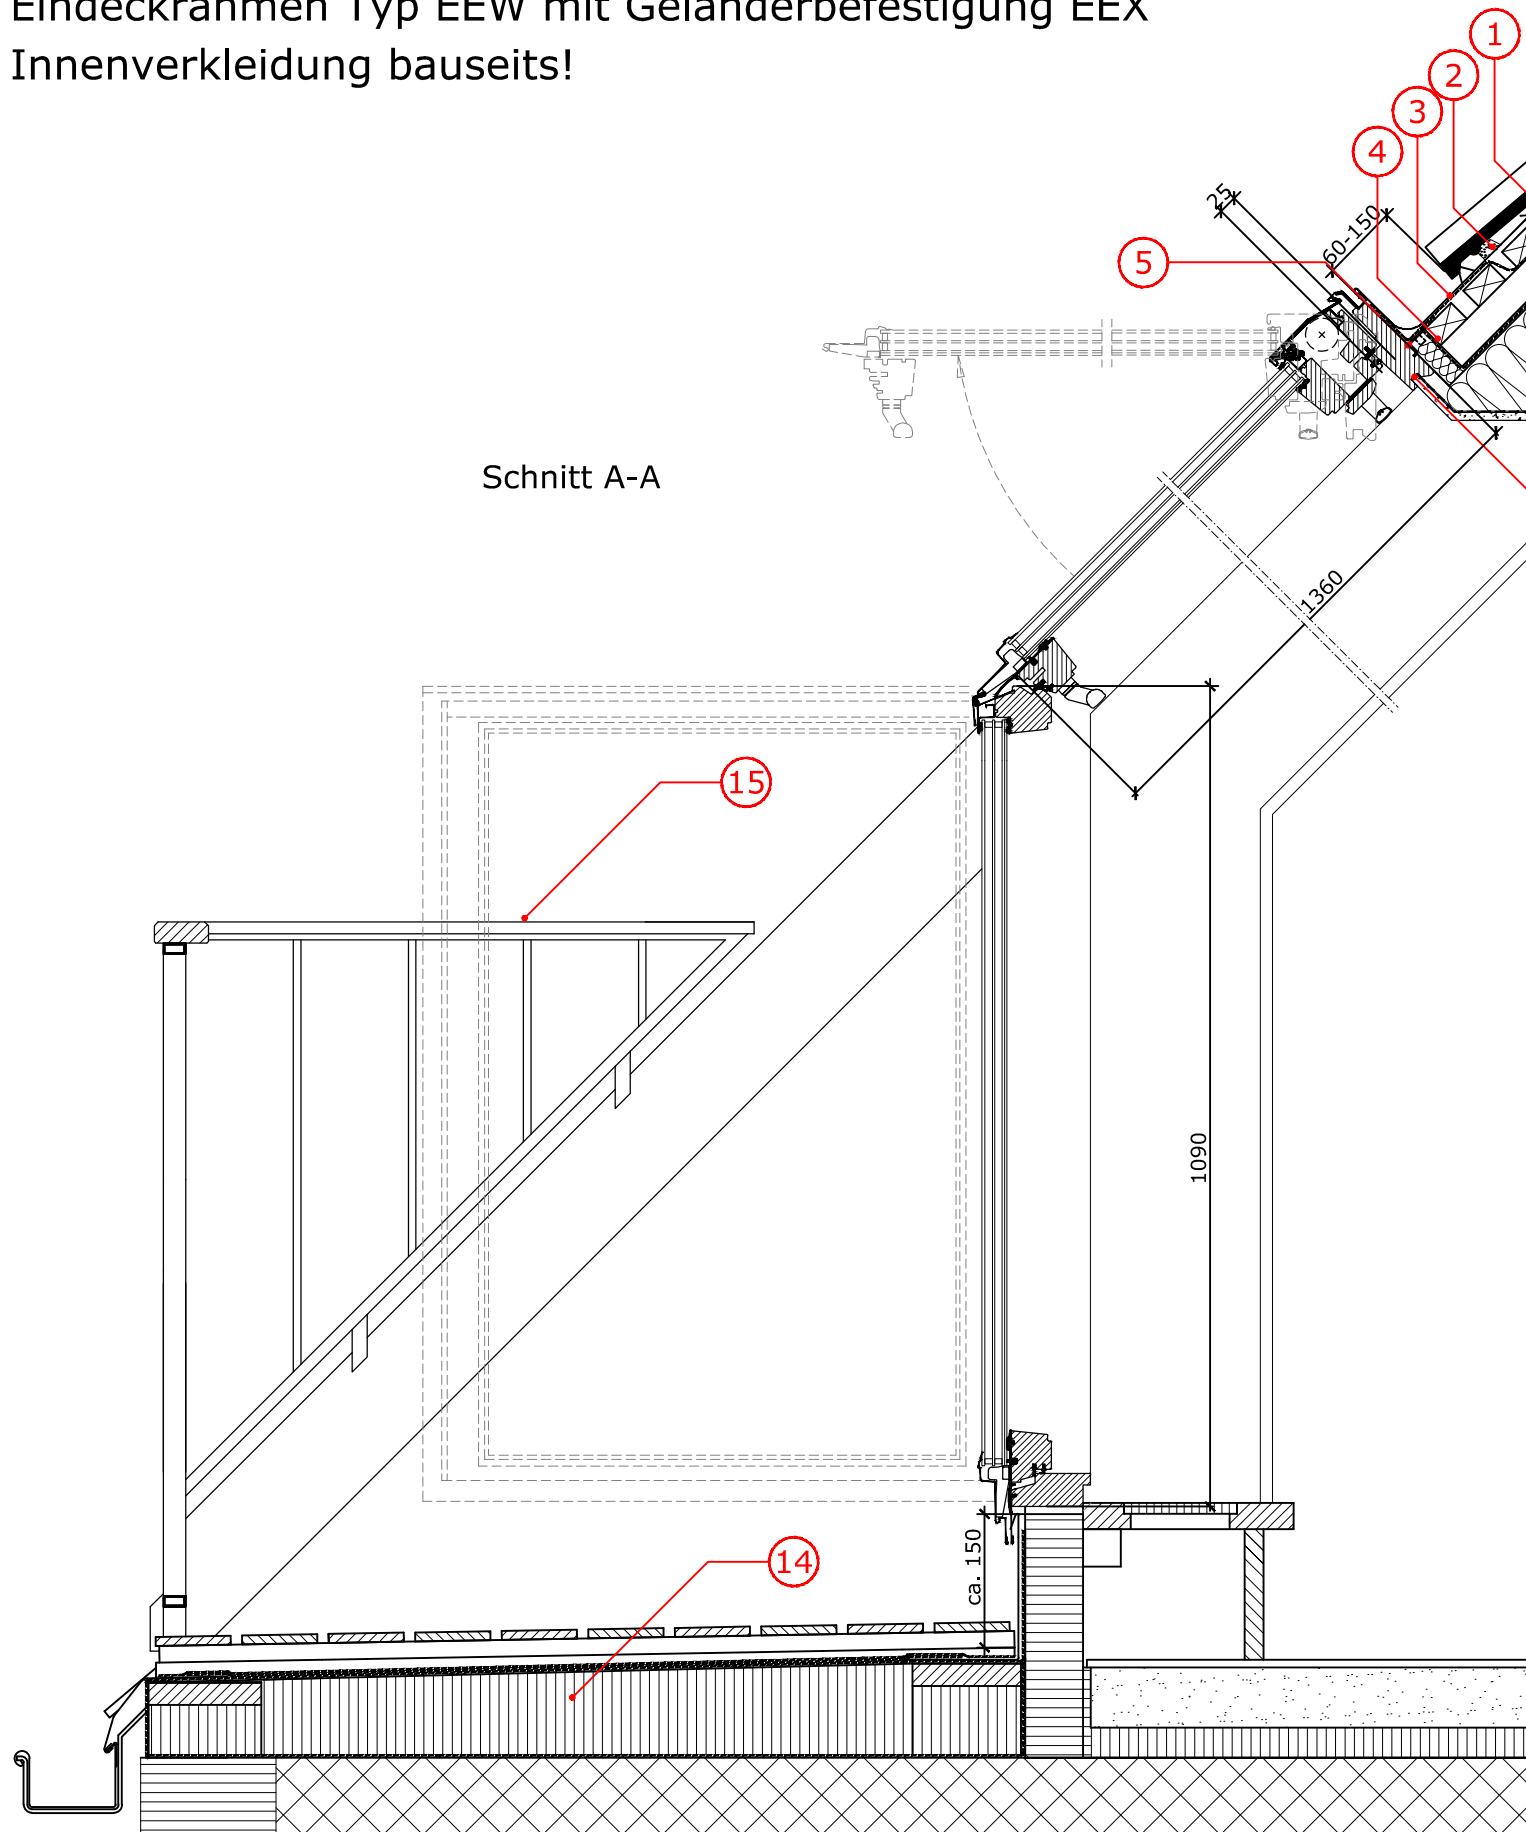 Eindeckrahmen Typ EEW mit Geländerbefestigung EEX
Innenverkleidung bauseits!
1
2
3
4
25
60-150
5
Schnitt A-A
1360
15
1090
ca. 150
14